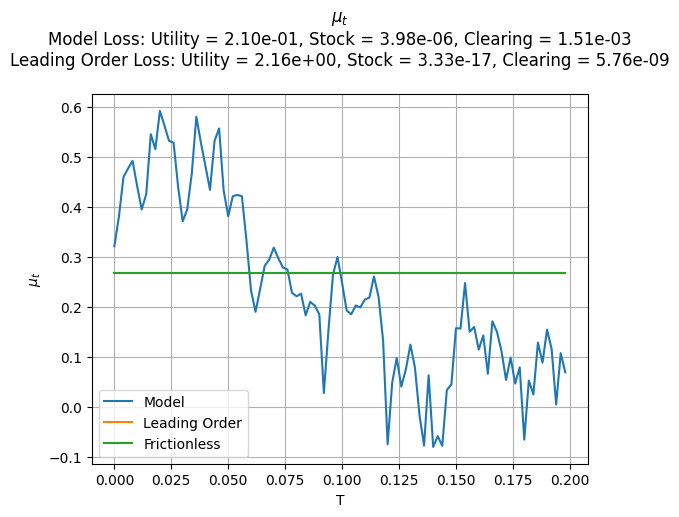 μt
Model Loss: Utility = 2.10e-01, Stock = 3.98e-06, Clearing = 1.51e-03
Leading Order Loss: Utility = 2.16e+00, Stock = 3.33e-17, Clearing = 5.76e-09
0.6
0.5
0.4
0.3
0.2
0.1
0.0
−0.1
μt
Model
Leading Order
Frictionless
0.000 0.025 0.050 0.075 0.100 0.125 0.150 0.175 0.200
T